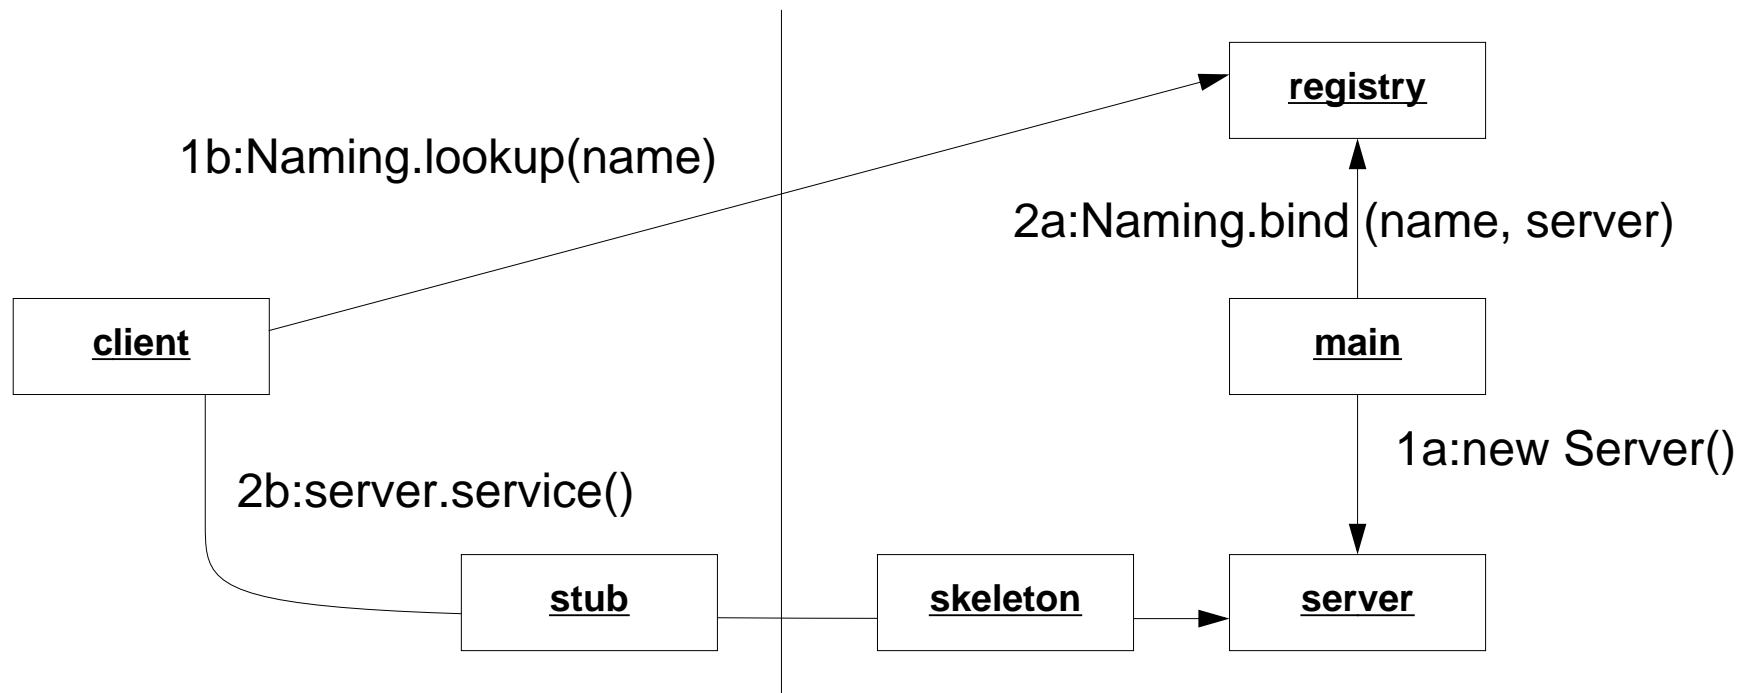 registry
1b:Naming.lookup(name)
2a:Naming.bind (name, server)
client
main
1a:new Server()
2b:server.service()
stub
skeleton
server